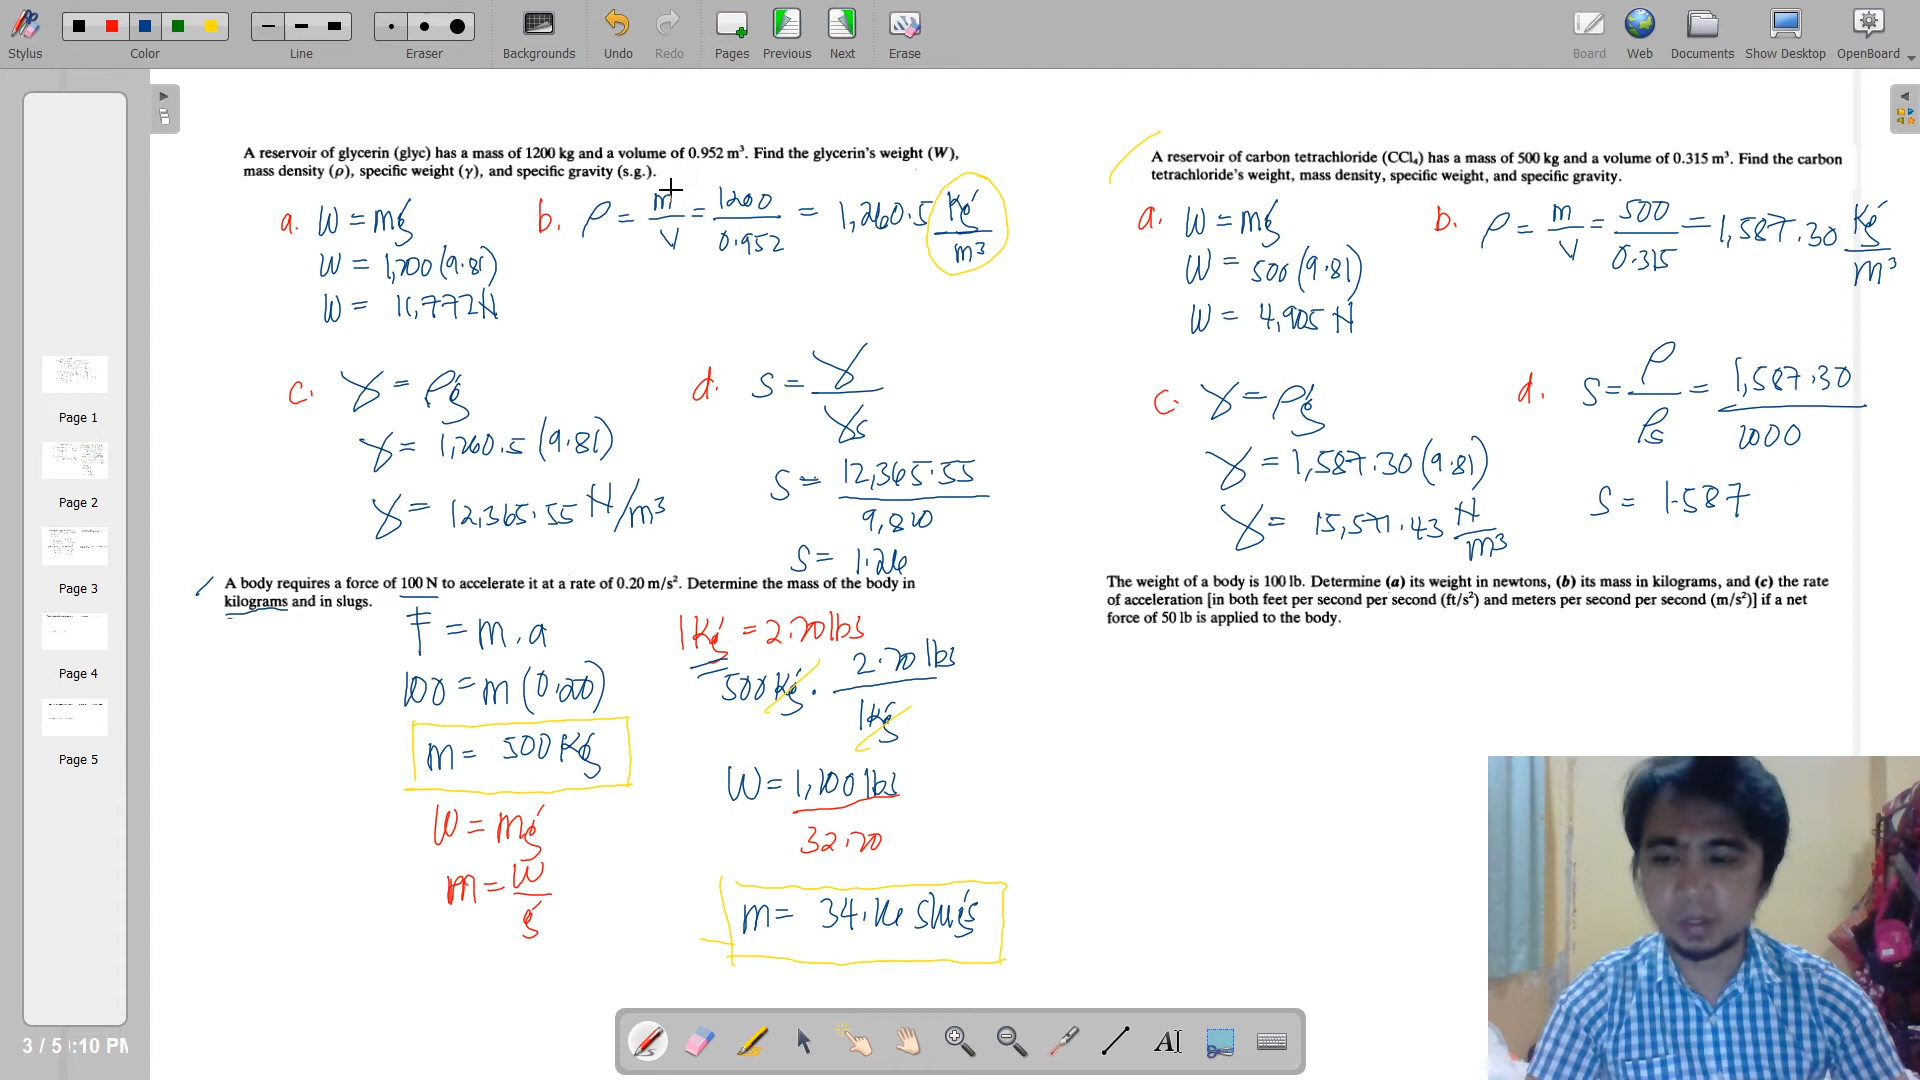 Stylus
Color
Line
Eraser
Backgrounds
Undo
Redo
Pages
Previous
Next
Erase
Board
Web
Documents
Show Desktop
OpenBoard
Page 1
Page 2
Page 3
Page 4
Page 5
3 / 5
:10 PM
A reservoir of glycerin (glyc) has a mass of 1200 kg and a volume of 0.952 m³. Find the glycerin's weight (W),
mass density (ρ), specific weight (γ), and specific gravity (s.g.).
a. W = mg
W = 1,200 (9.81)
W = 11,772 N
b. ρ = m/V = 1200/0.952 = 1,260.5 Kg/m³
c. γ = ρg
γ = 1,260.5 (9.81)
γ = 12,365.55 N/m³
d. S = γ/γs
S = 12,365.55/9,810
S = 1.26
A body requires a force of 100 N to accelerate it at a rate of 0.20 m/s². Determine the mass of the body in
kilograms and in slugs.
F = m.a
100 = m (0.20)
m = 500 Kg
W = mg
m = W/g
1Kg = 2.20 lbs
500 Kg · 2.20 lbs/1Kg
W = 1,100 lbs
32.20
m = 34.16 slugs
A reservoir of carbon tetrachloride (CCl₄) has a mass of 500 kg and a volume of 0.315 m³. Find the carbon
tetrachloride's weight, mass density, specific weight, and specific gravity.
a. W = mg
W = 500 (9.81)
W = 4,905 N
b. ρ = m/V = 500/0.315 = 1,587.30 Kg/m³
c. γ = ρg
γ = 1,587.30 (9.81)
γ = 15,571.43 N/m³
d. S = ρ/ρs = 1,587.30/1000
S = 1.587
The weight of a body is 100 lb. Determine (a) its weight in newtons, (b) its mass in kilograms, and (c) the rate
of acceleration [in both feet per second per second (ft/s²) and meters per second per second (m/s²)] if a net
force of 50 lb is applied to the body.